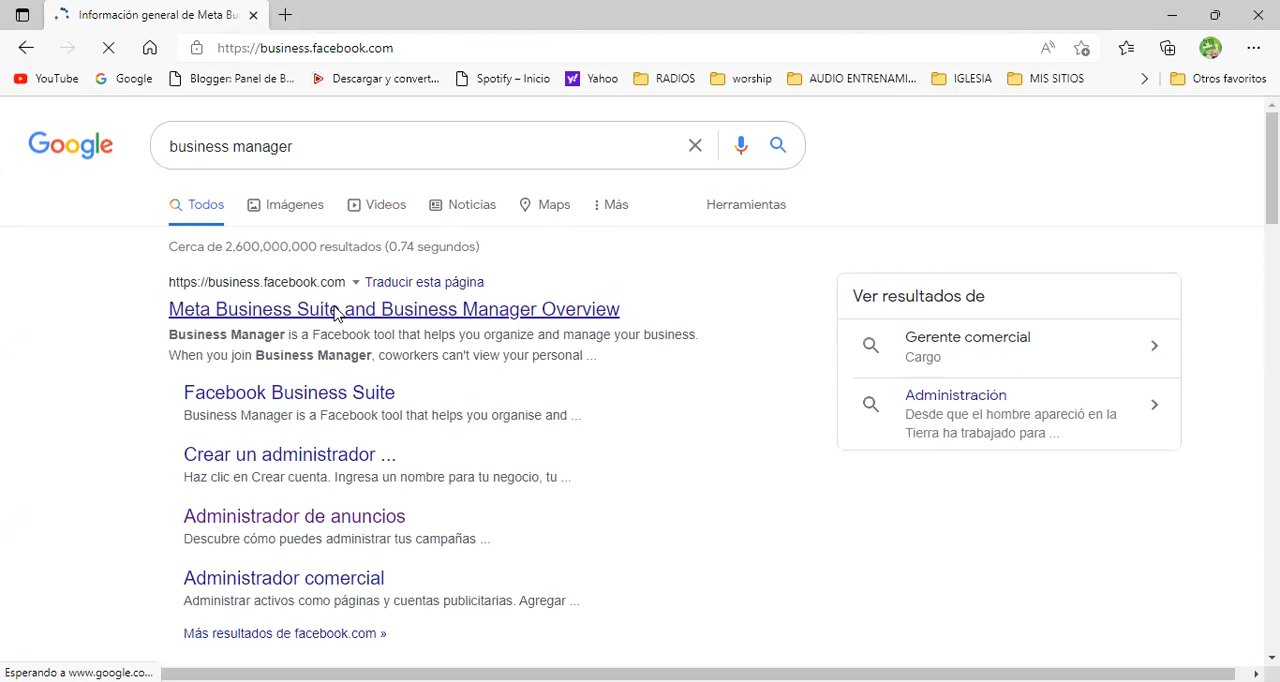 Información general de Meta Bu
https://business.facebook.com
YouTube Google Blogger: Panel de B... Descargar y convert... Spotify – Inicio Yahoo RADIOS worship AUDIO ENTRENAMI... IGLESIA MIS SITIOS Otros favoritos
Google business manager
Todos Imágenes Videos Noticias Maps Más Herramientas
Cerca de 2,600,000,000 resultados (0.74 segundos)
https://business.facebook.com Traducir esta página
Meta Business Suite and Business Manager Overview
Business Manager is a Facebook tool that helps you organize and manage your business.
When you join Business Manager, coworkers can't view your personal ...
Facebook Business Suite
Business Manager is a Facebook tool that helps you organise and ...
Crear un administrador ...
Haz clic en Crear cuenta. Ingresa un nombre para tu negocio, tu ...
Administrador de anuncios
Descubre cómo puedes administrar tus campañas ...
Administrador comercial
Administrar activos como páginas y cuentas publicitarias. Agregar ...
Más resultados de facebook.com »
Ver resultados de
Gerente comercial
Cargo
Administración
Desde que el hombre apareció en la
Tierra ha trabajado para ...
Esperando a www.google.co...